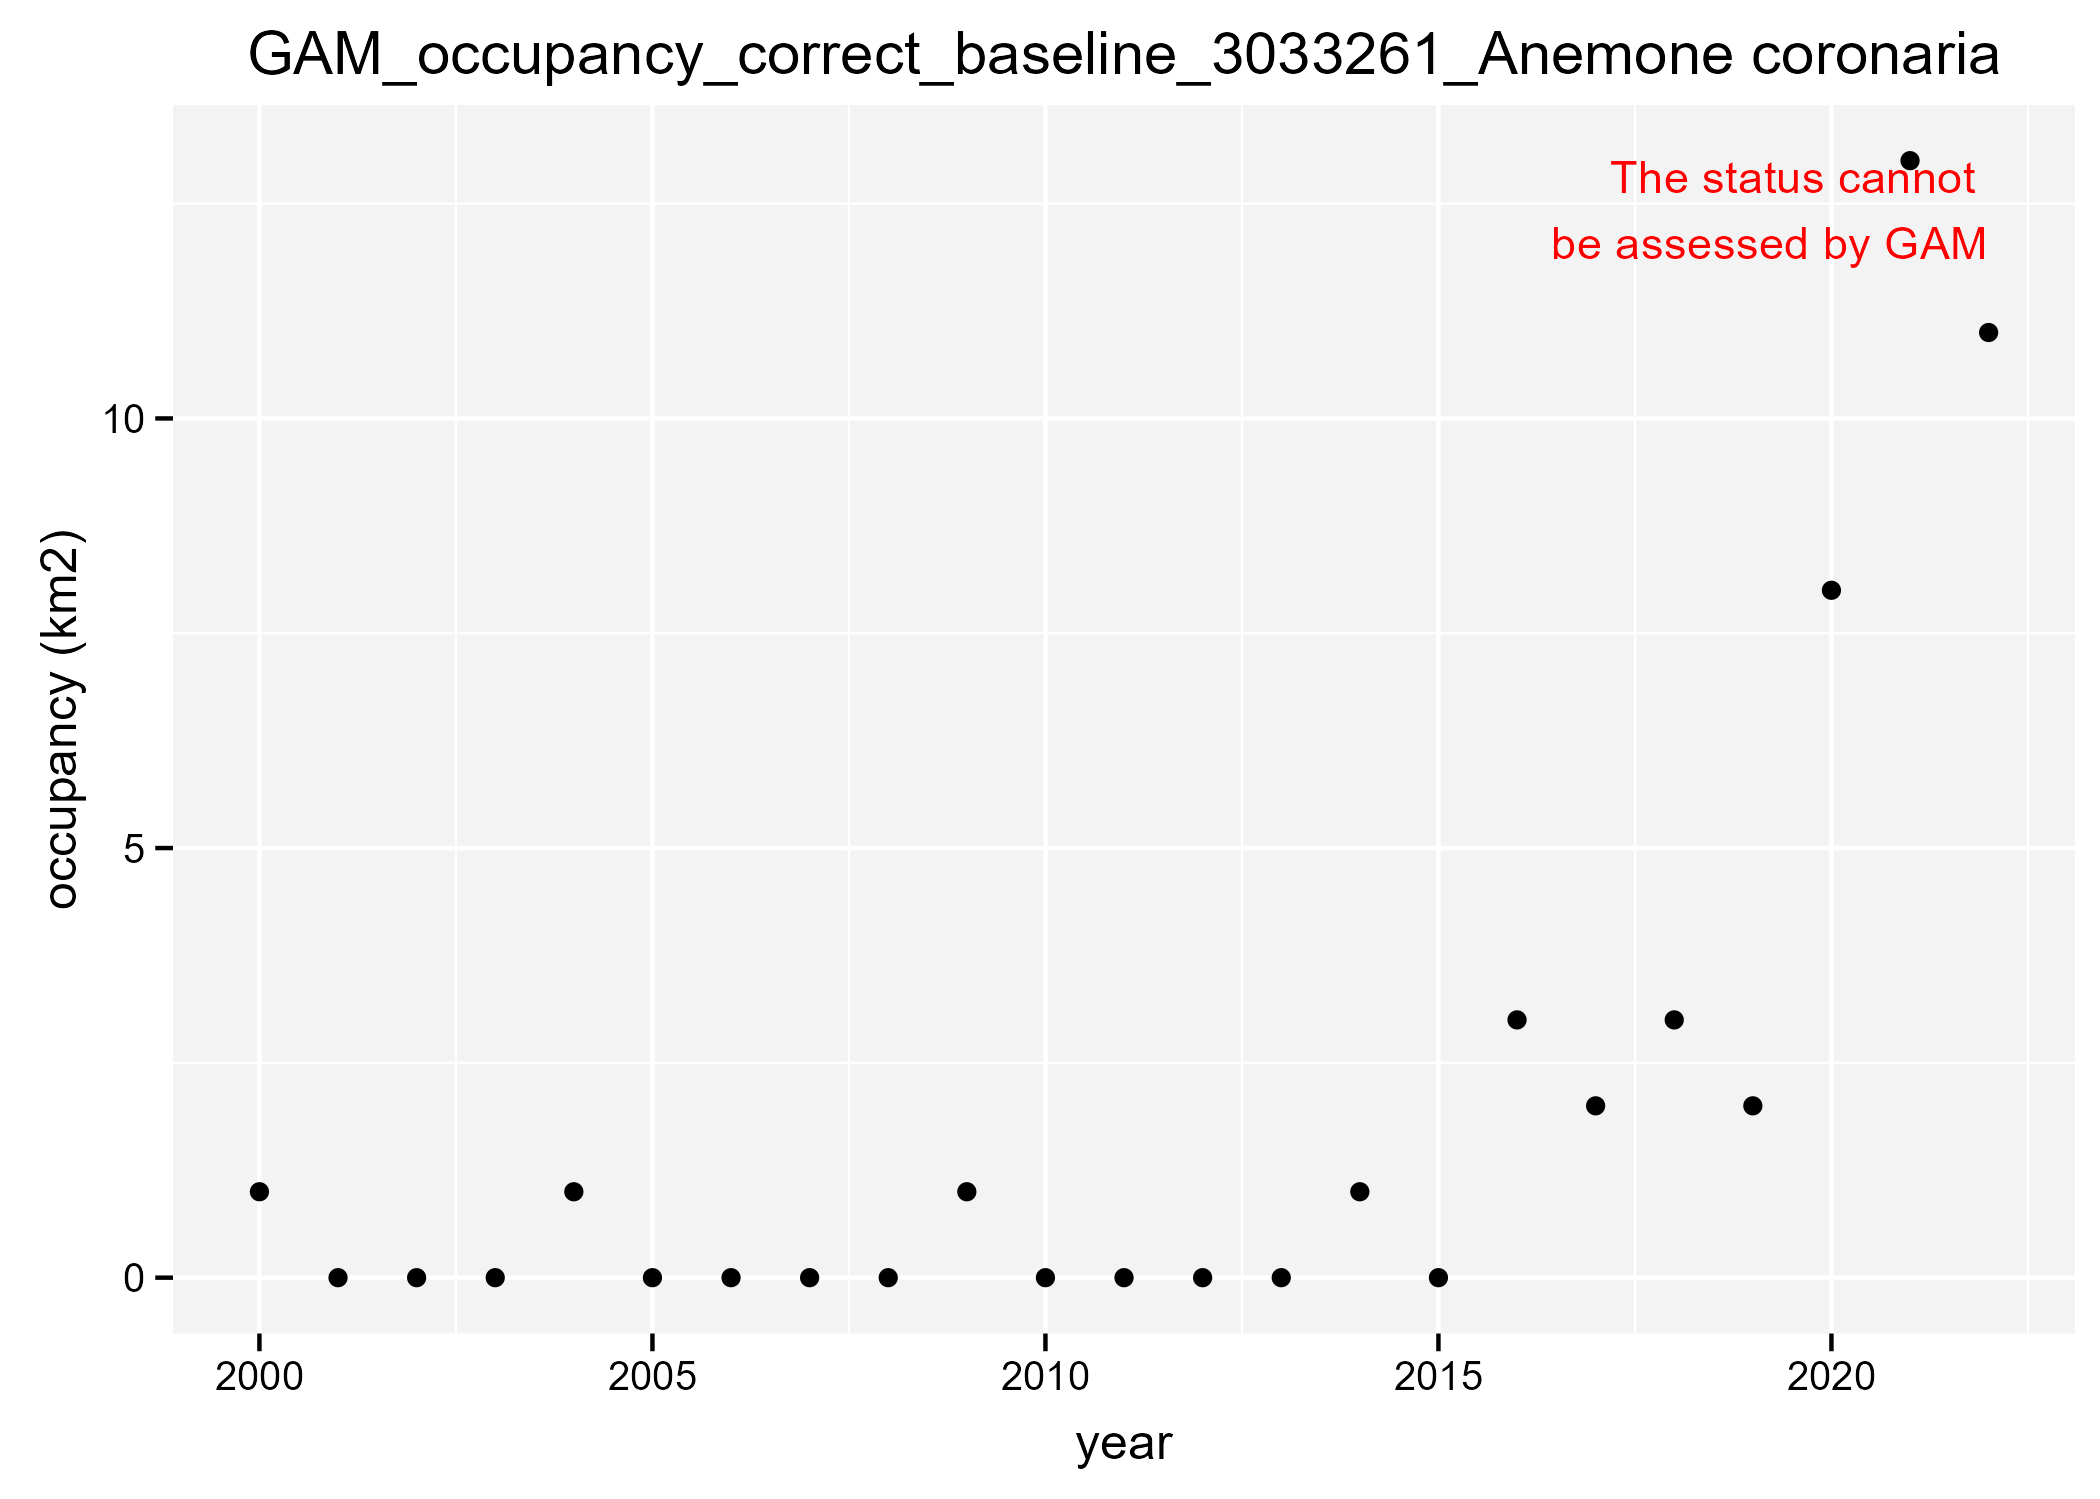 GAM_occupancy_correct_baseline_3033261_Anemone coronaria
The status cannot
be assessed by GAM
occupancy (km2)
10
5
0
2000 2005 2010 2015 2020
year